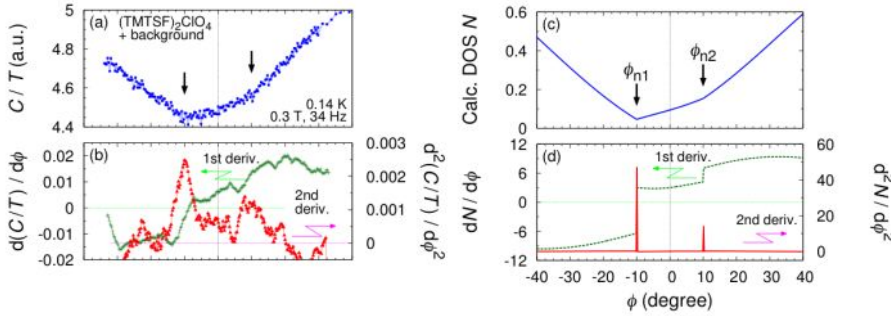 (a)
(TMTSF)₂ClO₄
+ background
0.14 K
0.3 T, 34 Hz
C / T (a.u.)
5
4.8
4.6
4.4
(b)
1st deriv.
2nd
deriv.
d(C/T) / dφ
0.02
0.01
0
-0.01
-0.02
d²(C/T) / dφ²
0.003
0.002
0.001
0
(c)
ϕn1
ϕn2
Calc. DOS N
0.6
0.4
0.2
0
(d)
1st deriv.
2nd deriv.
dN / dφ
12
6
0
-6
-12
d²N / dφ²
60
40
20
0
-40 -30 -20 -10 0 10 20 30 40
ϕ (degree)